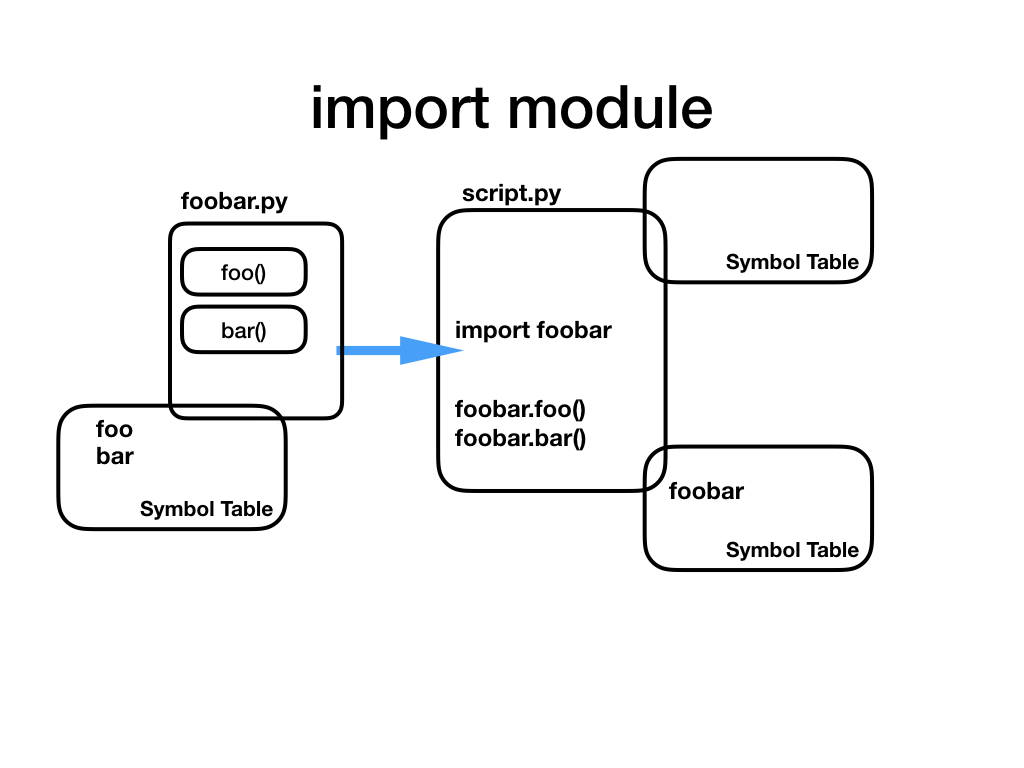 import module
foobar.py
foo()
bar()
foo
bar
Symbol Table
script.py
import foobar
foobar.foo()
foobar.bar()
Symbol Table
foobar
Symbol Table